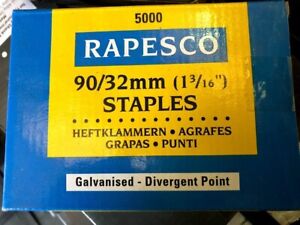 5000
RAPESCO
90/32mm (1 3/16")
STAPLES
HEFTKLAMMERN • AGRAFES
GRAPAS • PUNTI
Galvanised - Divergent Point